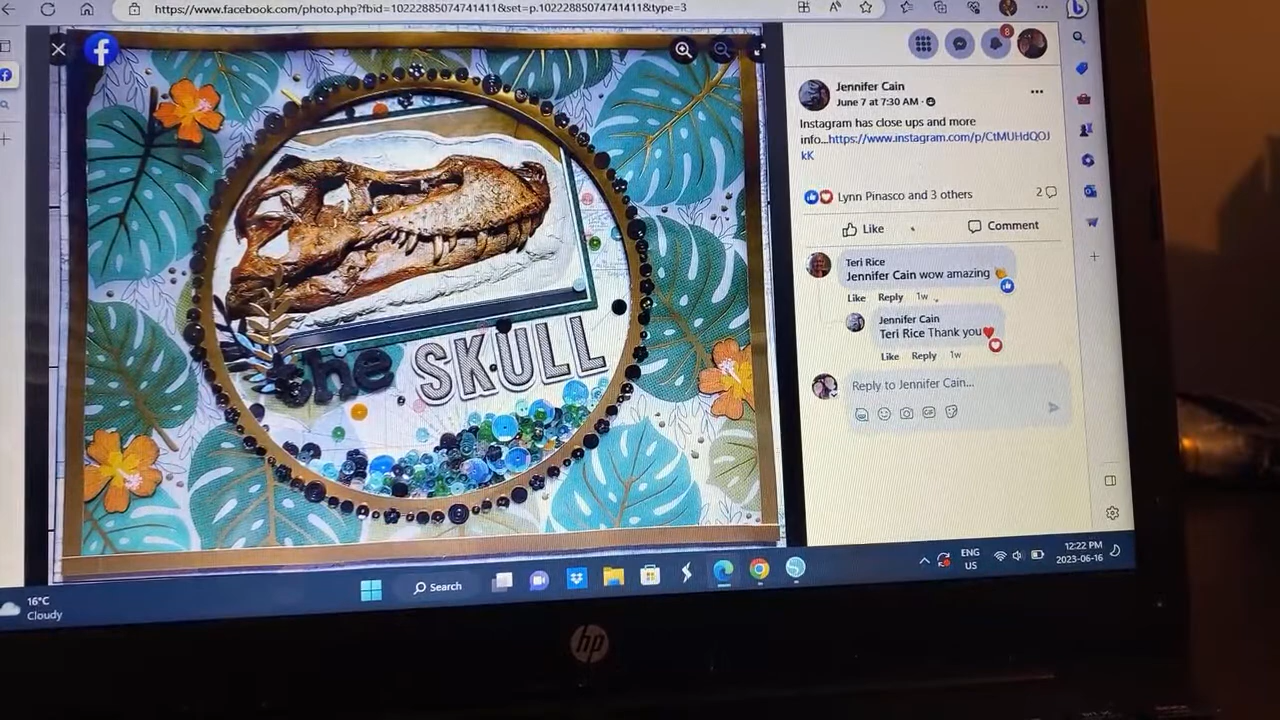 https://www.facebook.com/photo.php?fbid=10222885074741411&set=p.10222885074741411&type=3
8
Jennifer Cain
June 7 at 7:30 AM ·
Instagram has close ups and more
info...https://www.instagram.com/p/CtMUHdQOJ
kK
Lynn Pinasco and 3 others
2
Like
Comment
Teri Rice
Jennifer Cain wow amazing
Like Reply 1w
Jennifer Cain
Teri Rice Thank you
Like Reply 1w
Reply to Jennifer Cain...
GIF
the SKULL
16°C
Cloudy
Search
ENG
US
12:22 PM
2023-06-16
hp